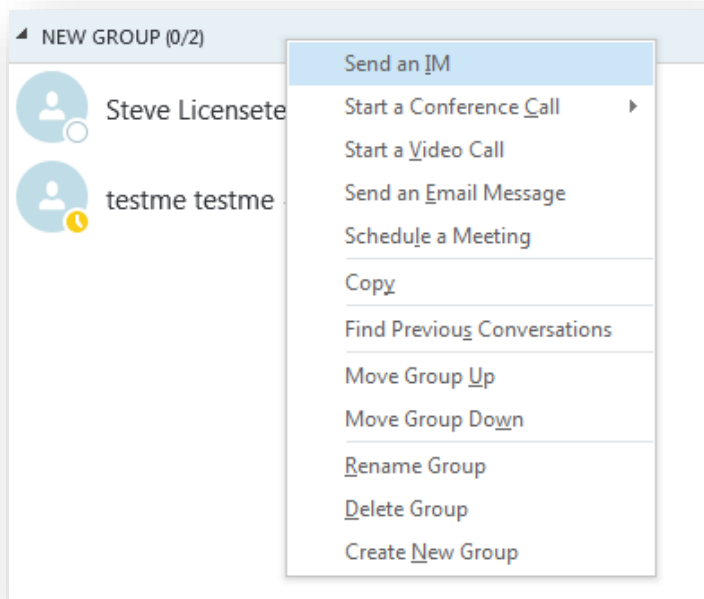 NEW GROUP (0/2)
Send an IM
Steve Licensete
Start a Conference Call
Start a Video Call
testme testme
Send an Email Message
Schedule a Meeting
Copy
Find Previous Conversations
Move Group Up
Move Group Down
Rename Group
Delete Group
Create New Group